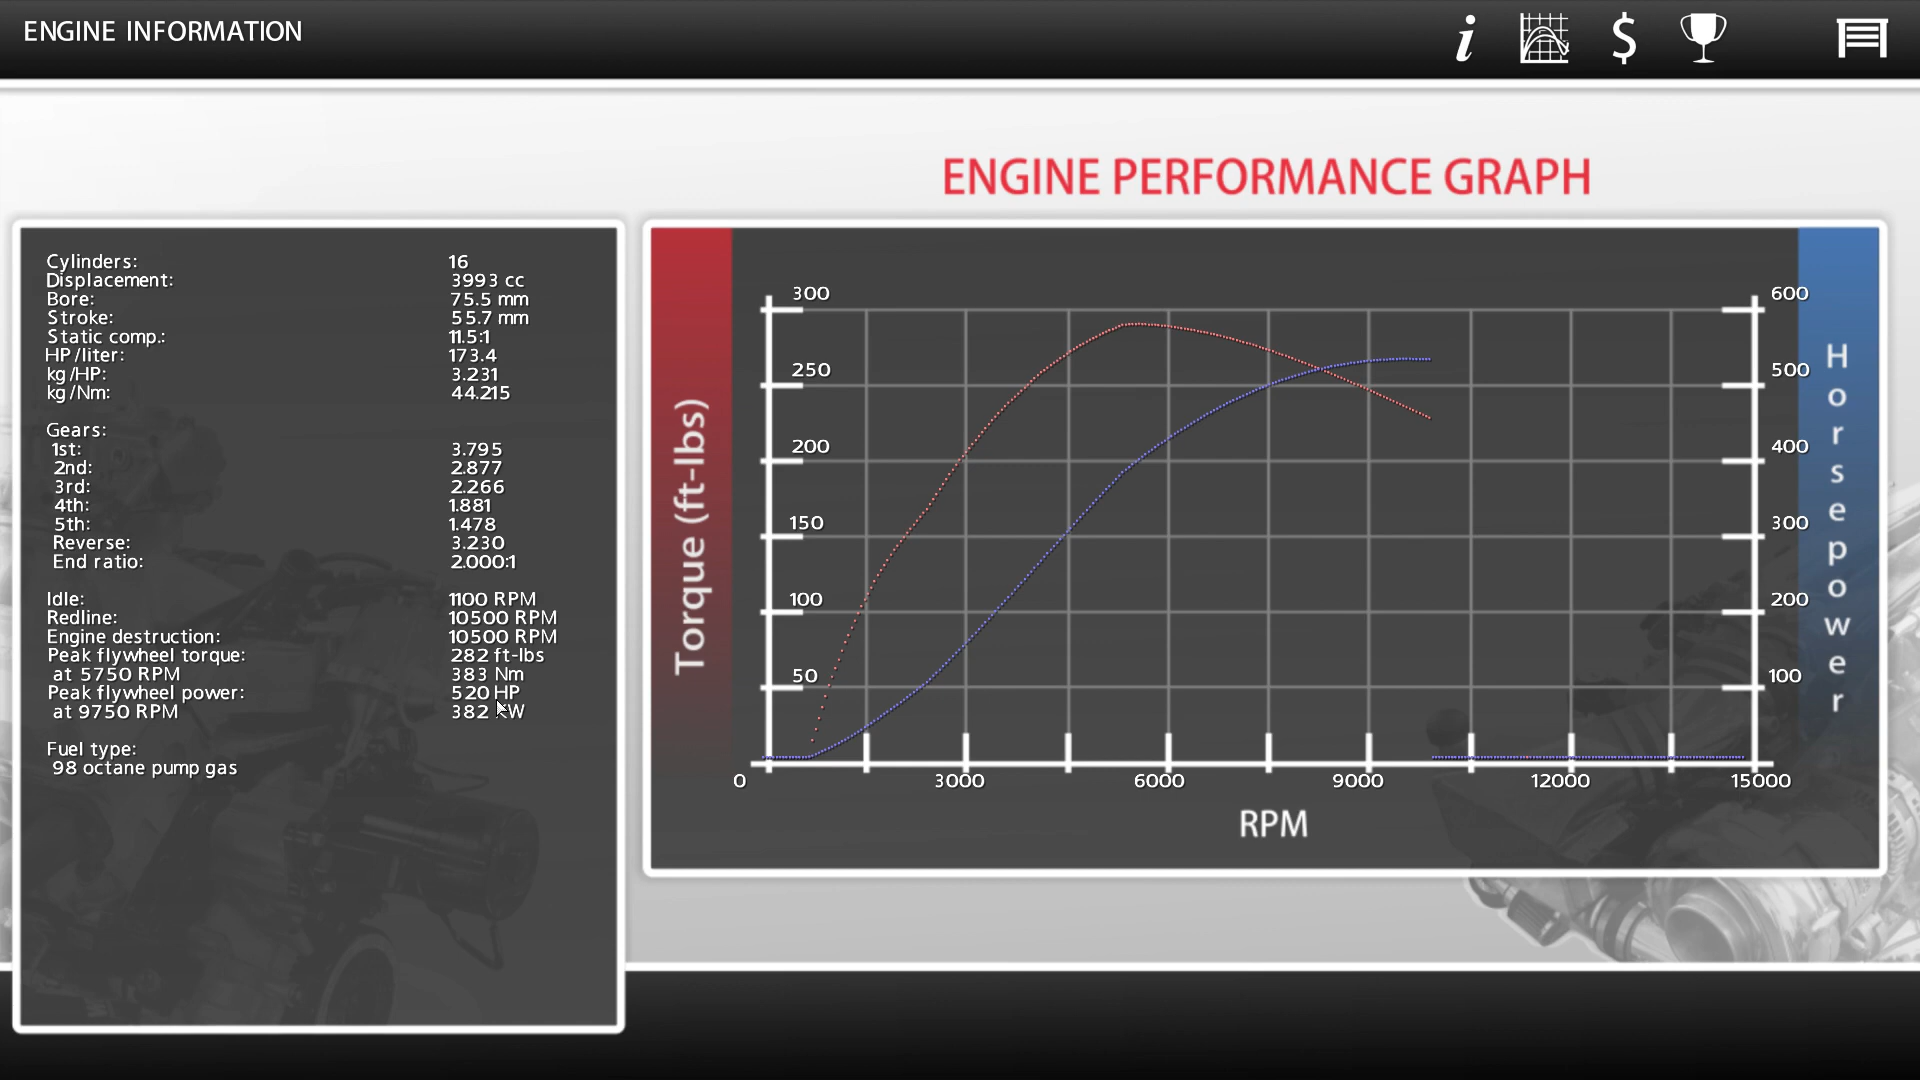 ENGINE INFORMATION
i
$
ENGINE PERFORMANCE GRAPH
Cylinders: 16
Displacement: 3993 cc
Bore: 75.5 mm
Stroke: 55.7 mm
Static comp.: 11.5:1
HP/liter: 173.4
kg/HP: 3.231
kg/Nm: 44.215
Gears:
1st: 3.795
2nd: 2.877
3rd: 2.266
4th: 1.881
5th: 1.478
Reverse: 3.230
End ratio: 2.000:1
Idle: 1100 RPM
Redline: 10500 RPM
Engine destruction: 10500 RPM
Peak flywheel torque: 282 ft-lbs
at 5750 RPM 383 Nm
Peak flywheel power: 520 HP
at 9750 RPM 382 kW
Fuel type:
98 octane pump gas
Torque (ft-lbs)
300
250
200
150
100
50
600
500
400
300
200
100
Horsepower
0 3000 6000 9000 12000 15000
RPM